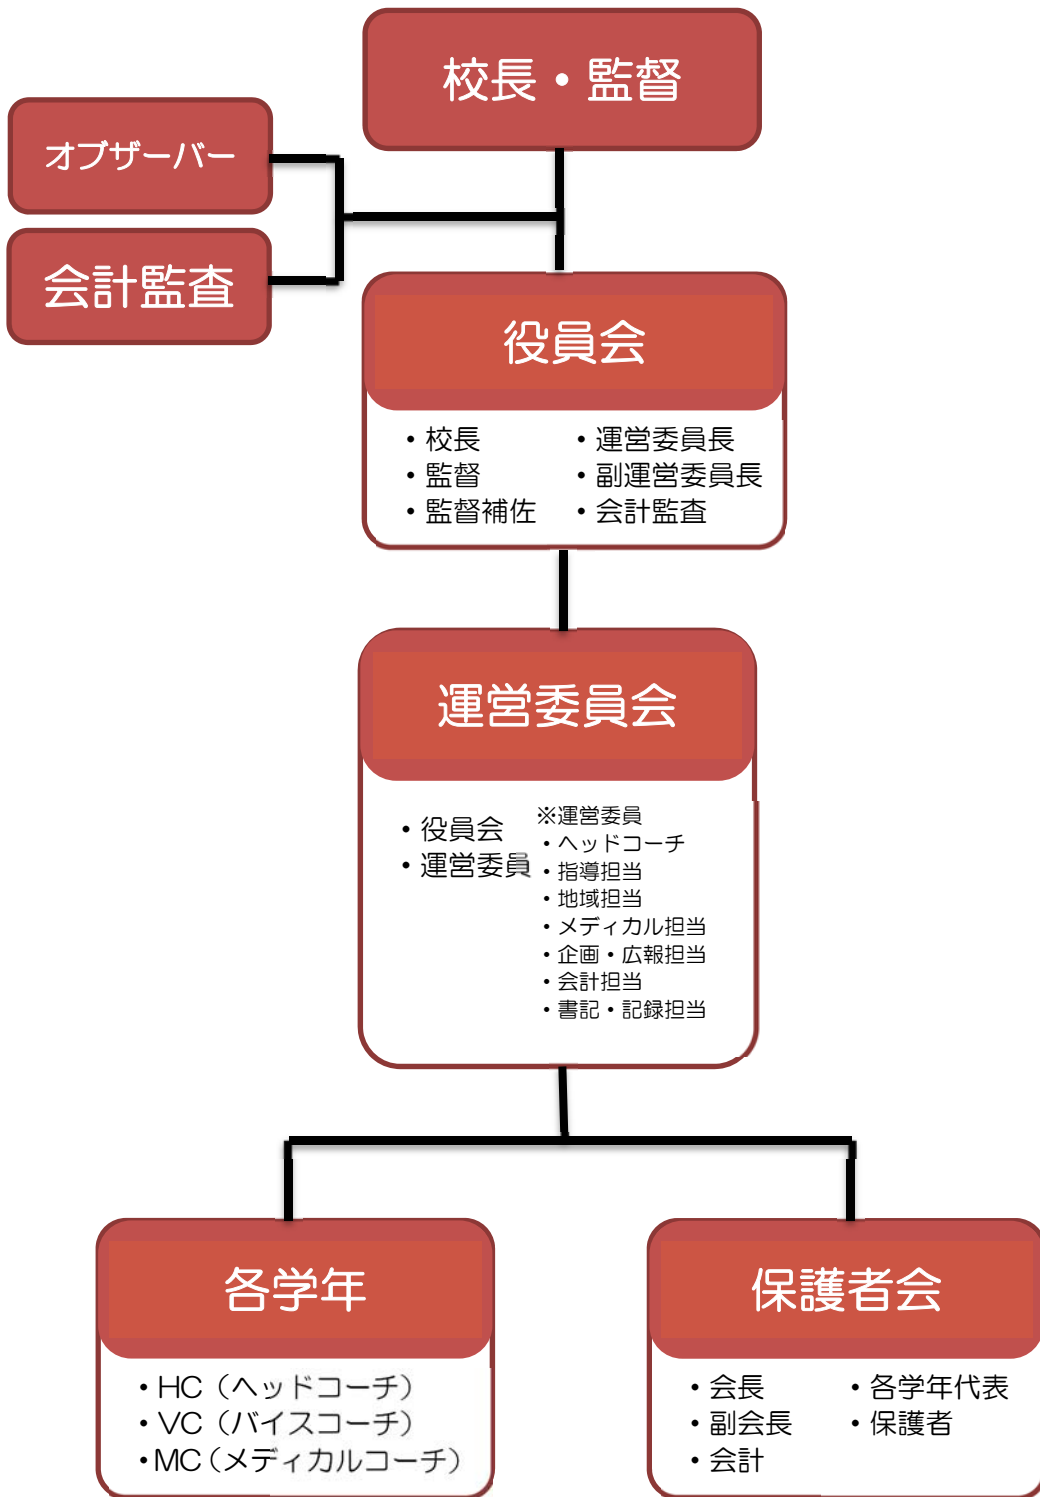 校長・監督
オブザーバー
会計監査
役員会
・校長
・監督
・監督補佐
・運営委員長
・副運営委員長
・会計監査
運営委員会
・役員会
・運営委員
※運営委員
・ヘッドコーチ
・指導担当
・地域担当
・メディカル担当
・企画・広報担当
・会計担当
・書記・記録担当
各学年
・HC（ヘッドコーチ）
・VC（バイスコーチ）
・MC（メディカルコーチ）
保護者会
・会長
・副会長
・会計
・各学年代表
・保護者